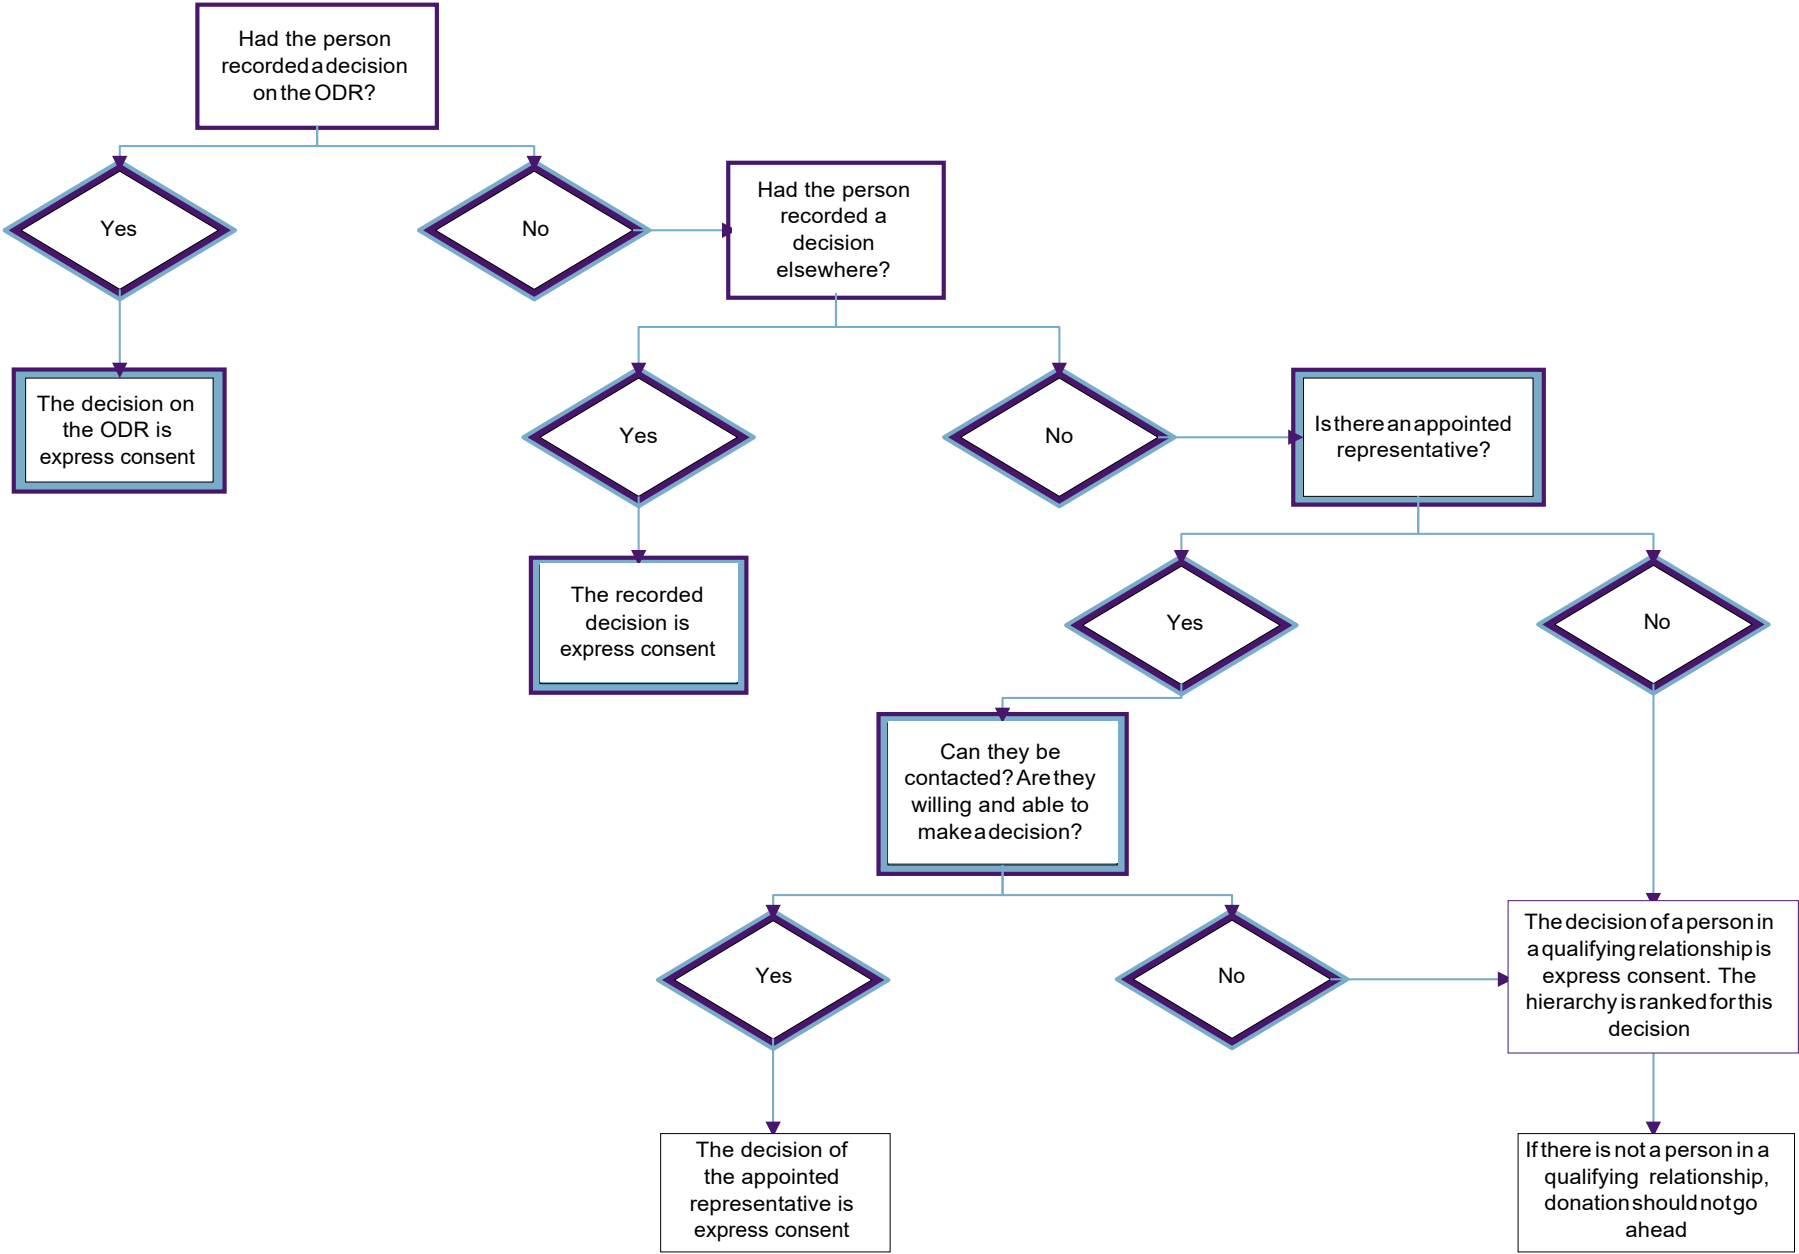 Had the person
recorded a decision
on the ODR?
Yes
No
Had the person
recorded a
decision
elsewhere?
The decision on
the ODR is
express consent
Yes
No
Is there an appointed
representative?
The recorded
decision is
express consent
Yes
No
Can they be
contacted? Are they
willing and able to
make a decision?
Yes
No
The decision of a person in
a qualifying relationship is
express consent. The
hierarchy is ranked for this
decision
The decision of
the appointed
representative is
express consent
If there is not a person in a
qualifying relationship,
donation should not go
ahead